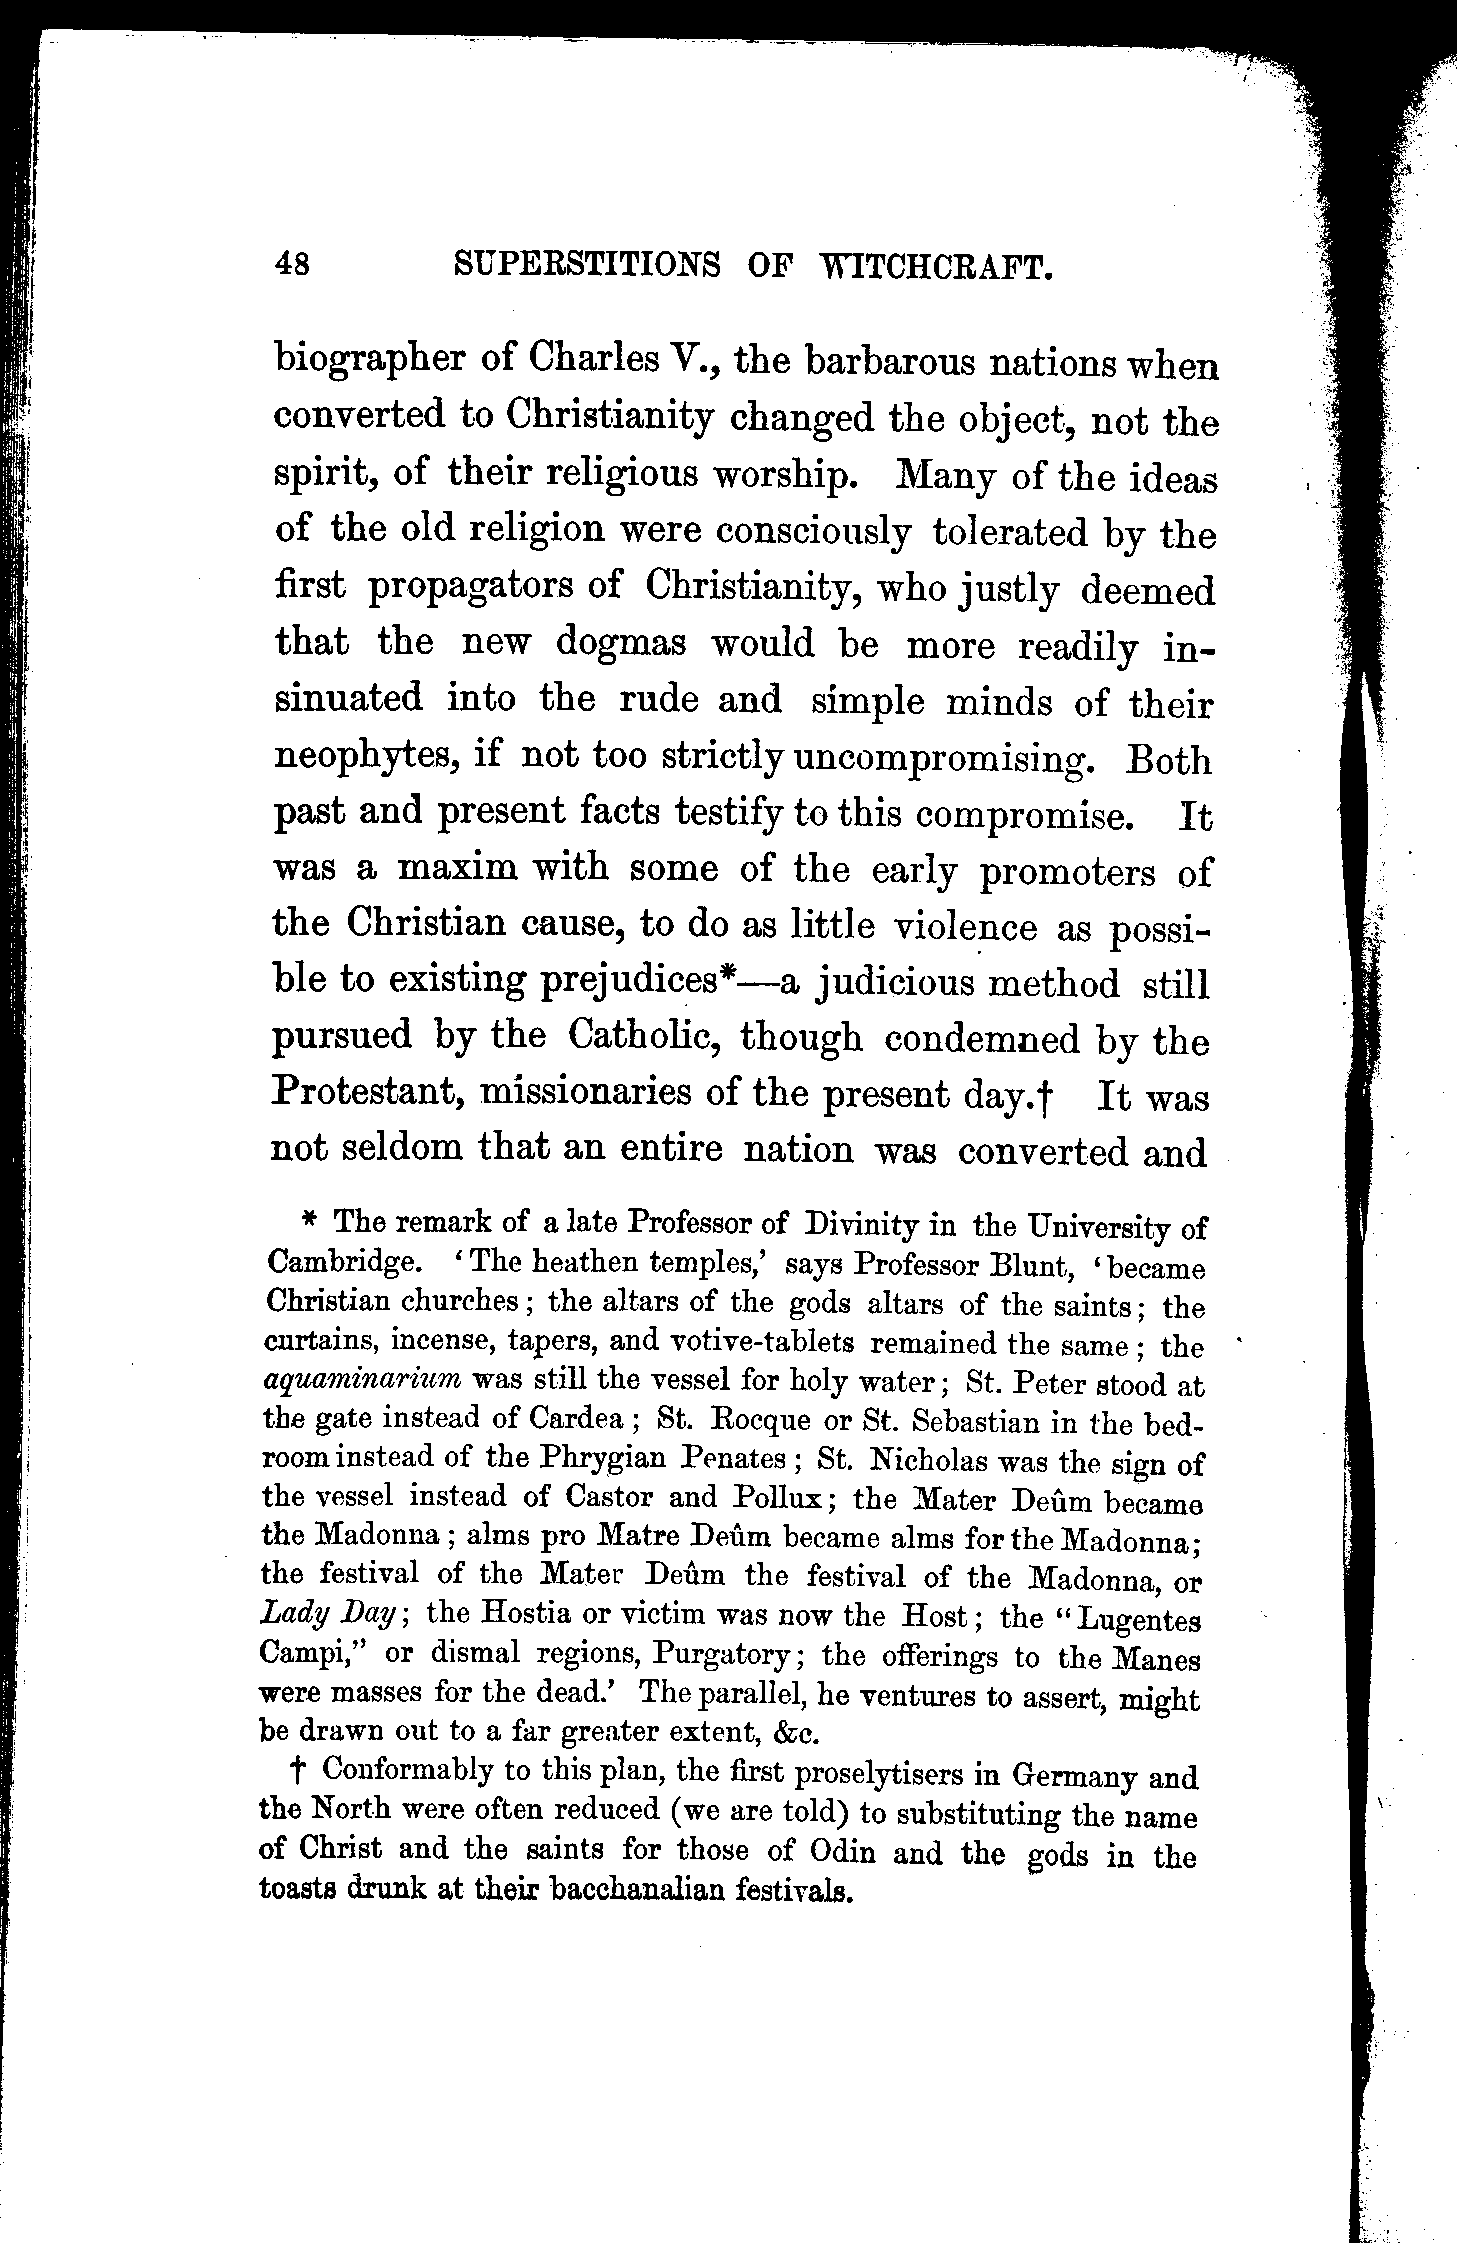 48 SUPERSTITIONS OF WITCHCRAFT.
biographer of Charles V., the barbarous nations when
converted to Christianity changed the object, not the
spirit, of their religious worship. Many of the ideas
of the old religion were consciously tolerated by the
first propagators of Christianity, who justly deemed
that the new dogmas would be more readily in-
sinuated into the rude and simple minds of their
neophytes, if not too strictly uncompromising. Both
past and present facts testify to this compromise. It
was a maxim with some of the early promoters of
the Christian cause, to do as little violence as possi-
ble to existing prejudices*—a judicious method still
pursued by the Catholic, though condemned by the
Protestant, missionaries of the present day.† It was
not seldom that an entire nation was converted and
* The remark of a late Professor of Divinity in the University of
Cambridge. ‘The heathen temples,’ says Professor Blunt, ‘became
Christian churches; the altars of the gods altars of the saints; the
curtains, incense, tapers, and votive-tablets remained the same; the
aquaminarium was still the vessel for holy water; St. Peter stood at
the gate instead of Cardea; St. Rocque or St. Sebastian in the bed-
room instead of the Phrygian Penates; St. Nicholas was the sign of
the vessel instead of Castor and Pollux; the Mater Deûm became
the Madonna; alms pro Matre Deûm became alms for the Madonna;
the festival of the Mater Deûm the festival of the Madonna, or
Lady Day; the Hostia or victim was now the Host; the “Lugentes
Campi,” or dismal regions, Purgatory; the offerings to the Manes
were masses for the dead.’ The parallel, he ventures to assert, might
be drawn out to a far greater extent, &c.
† Conformably to this plan, the first proselytisers in Germany and
the North were often reduced (we are told) to substituting the name
of Christ and the saints for those of Odin and the gods in the
toasts drunk at their bacchanalian festivals.